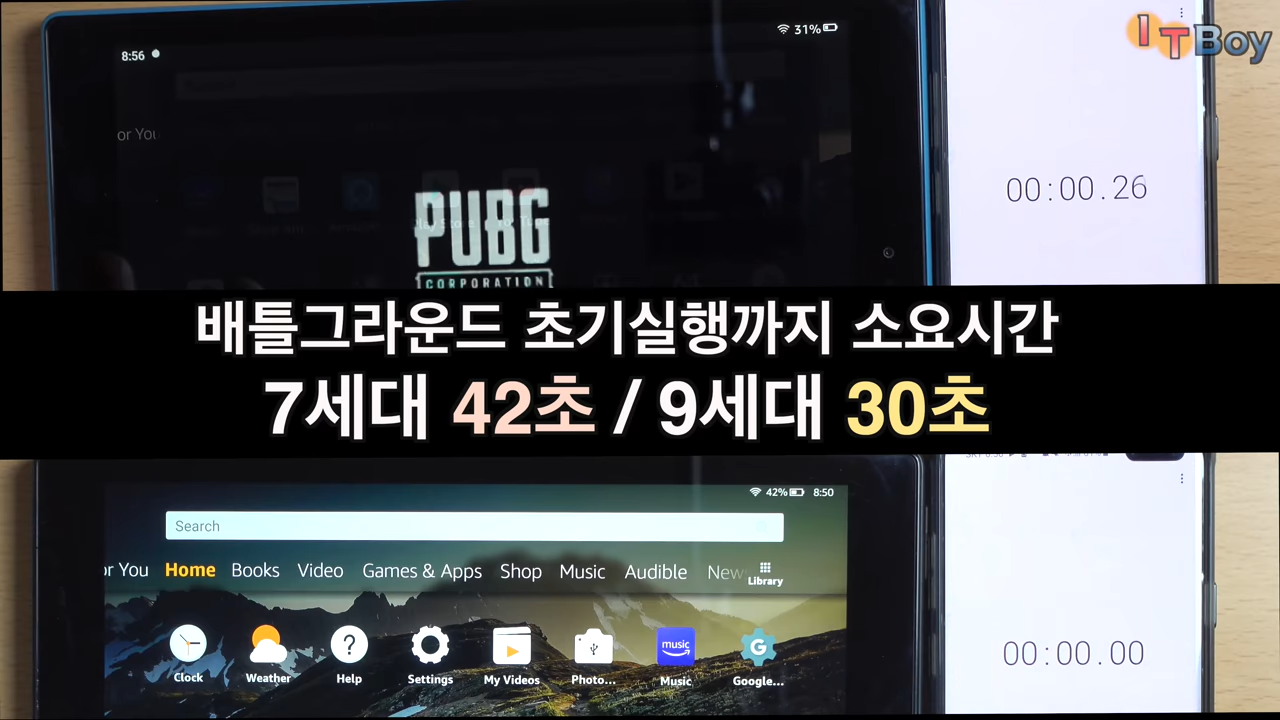 ITBoy
8:56
31%
or You
00:00.26
PUBG
CORPORATION
배틀그라운드 초기실행까지 소요시간
7세대 42초 / 9세대 30초
42% 8:50
Search
or You Home Books Video Games & Apps Shop Music Audible New
Library
music
Clock Weather Help Settings My Videos Photo... Music Google...
00:00.00